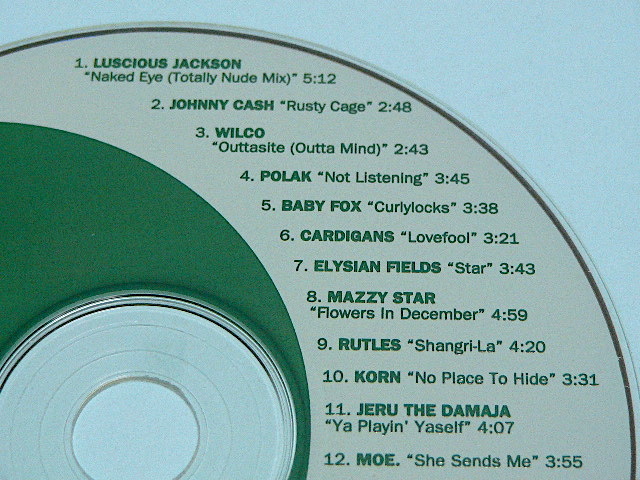 1. LUSCIOUS JACKSON
"Naked Eye (Totally Nude Mix)" 5:12
2. JOHNNY CASH "Rusty Cage" 2:48
3. WILCO
"Outtasite (Outta Mind)" 2:43
4. POLAK "Not Listening" 3:45
5. BABY FOX "Curlylocks" 3:38
6. CARDIGANS "Lovefool" 3:21
7. ELYSIAN FIELDS "Star" 3:43
8. MAZZY STAR
"Flowers In December" 4:59
9. RUTLES "Shangri-La" 4:20
10. KORN "No Place To Hide" 3:31
11. JERU THE DAMAJA
"Ya Playin' Yaself" 4:07
12. MOE. "She Sends Me" 3:55